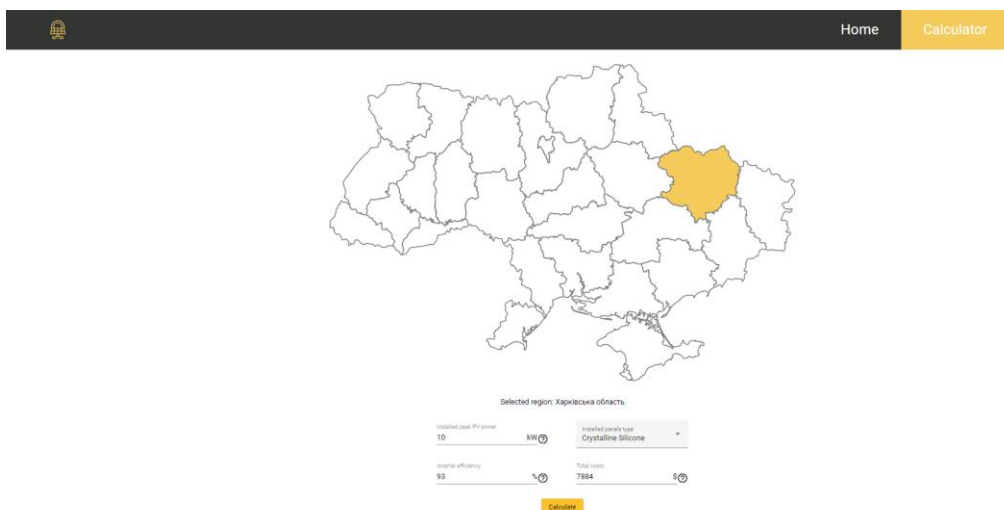 Home Calculator
Selected region: Харківська область
Installed peak PV power Installed panels type
10 kW ? Crystalline Silicone
Inverter efficiency Total costs
93 % ? 7884 $ ?
Calculate